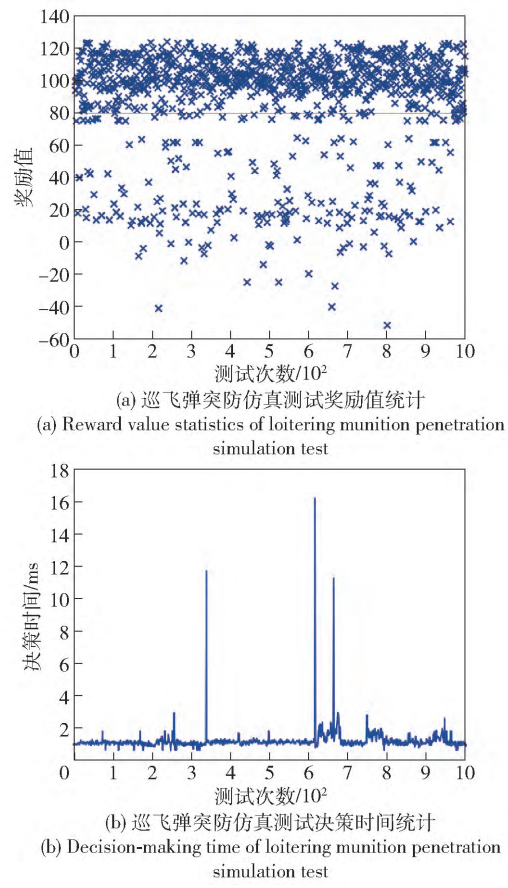 140
120
100
80
60
40
20
0
−20
−40
−60
奖励值
0 1 2 3 4 5 6 7 8 9 10
测试次数/10²
(a) 巡飞弹突防仿真测试奖励值统计
(a) Reward value statistics of loitering munition penetration
simulation test
18
16
14
12
10
8
6
4
2
决策时间/ms
0 1 2 3 4 5 6 7 8 9 10
测试次数/10²
(b) 巡飞弹突防仿真测试决策时间统计
(b) Decision-making time of loitering munition penetration
simulation test